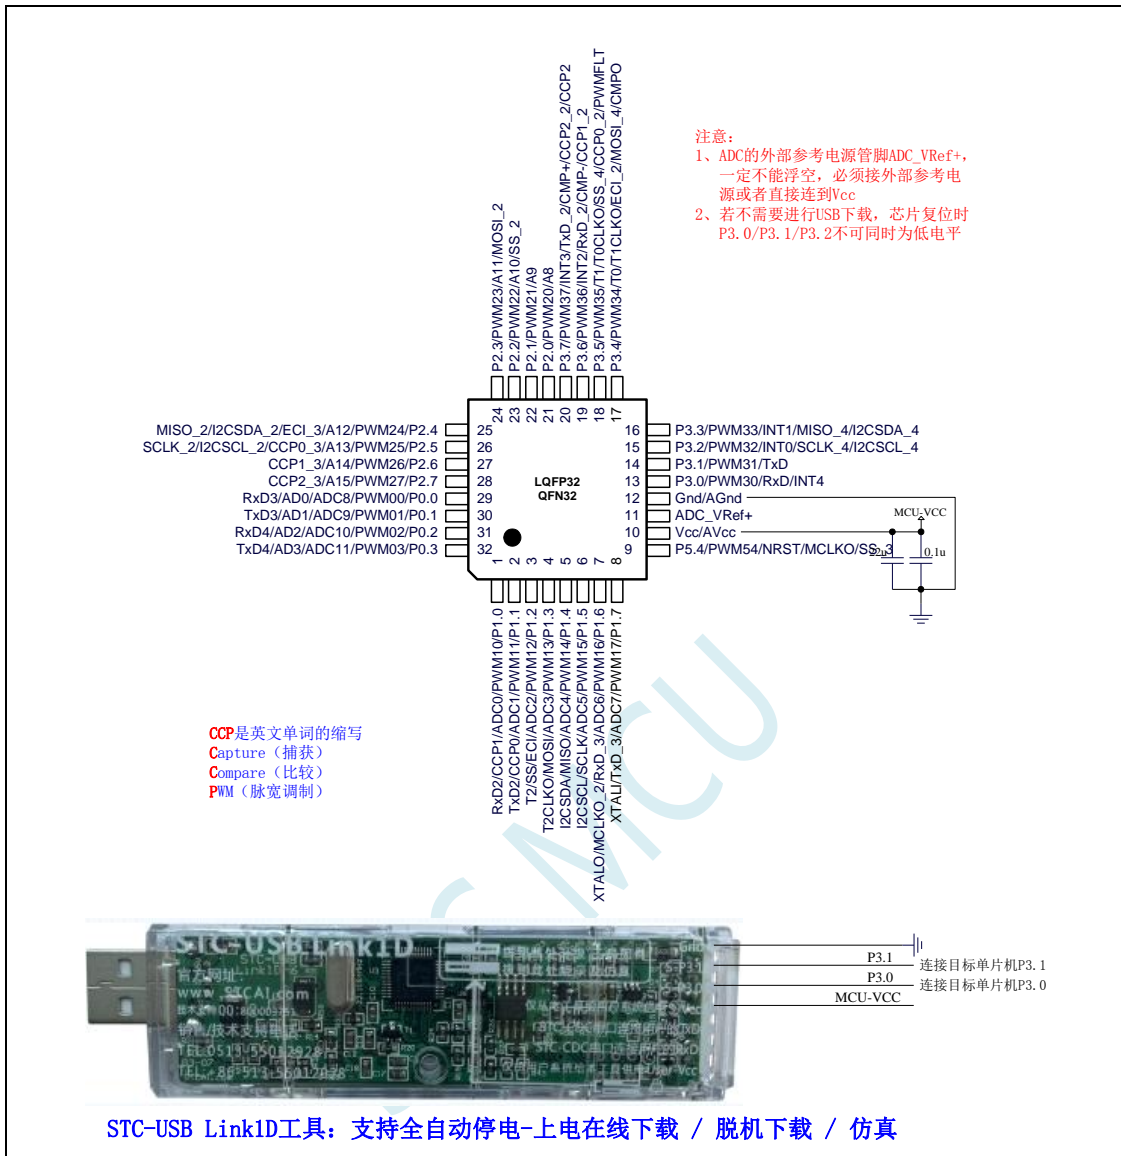 P2.3/PWM23/A11/MOSI_2
P2.2/PWM22/A10/SS_2
P2.1/PWM21/A9
P2.0/PWM20/A8
P3.7/PWM37/INT3/TxD_2/CMP+/CCP2_2/CCP2
P3.6/PWM36/INT2/RxD_2/CMP-/CCP1_2
P3.5/PWM35/T1/T0CLKO/SS_4/CCP0_2/PWMFLT
P3.4/PWM34/T0/T1CLKO/ECI_2/MOSI_4/CMPO
注意:
1、ADC的外部参考电源管脚ADC_VRef+,
一定不能浮空, 必须接外部参考电
源或者直接连到Vcc
2、若不需要进行USB下载, 芯片复位时
P3.0/P3.1/P3.2不可同时为低电平
24 23 22 21 20 19 18 17
MISO_2/I2CSDA_2/ECI_3/A12/PWM24/P2.4 25
SCLK_2/I2CSCL_2/CCP0_3/A13/PWM25/P2.5 26
CCP1_3/A14/PWM26/P2.6 27
CCP2_3/A15/PWM27/P2.7 28
RxD3/AD0/ADC8/PWM00/P0.0 29
TxD3/AD1/ADC9/PWM01/P0.1 30
RxD4/AD2/ADC10/PWM02/P0.2 31
TxD4/AD3/ADC11/PWM03/P0.3 32
LQFP32
QFN32
16 P3.3/PWM33/INT1/MISO_4/I2CSDA_4
15 P3.2/PWM32/INT0/SCLK_4/I2CSCL_4
14 P3.1/PWM31/TxD
13 P3.0/PWM30/RxD/INT4
12 Gnd/AGnd
11 ADC_VRef+
10 Vcc/AVcc
9 P5.4/PWM54/NRST/MCLKO/SS_3
MCU-VCC
22u
0.1u
1 2 3 4 5 6 7 8
RxD2/CCP1/ADC0/PWM10/P1.0
TxD2/CCP0/ADC1/PWM11/P1.1
T2/SS/ECI/ADC2/PWM12/P1.2
T2CLKO/MOSI/ADC3/PWM13/P1.3
I2CSDA/MISO/ADC4/PWM14/P1.4
I2CSCL/SCLK/ADC5/PWM15/P1.5
XTALO/MCLKO_2/RxD_3/ADC6/PWM16/P1.6
XTALI/TxD_3/ADC7/PWM17/P1.7
CCP是英文单词的缩写
Capture (捕获)
Compare (比较)
PWM (脉宽调制)
MCU
STC-USB Link1D
官方网址:
www.STCAI.com
Gnd
P3.1
连接目标单片机P3.1
P3.0
连接目标单片机P3.0
MCU-VCC
STC-USB Link1D工具: 支持全自动停电-上电在线下载 / 脱机下载 / 仿真